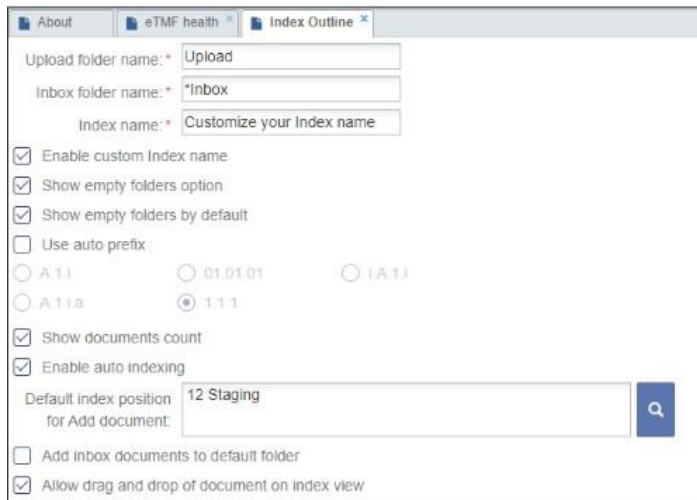 About eTMF health Index Outline
Upload folder name:* Upload
Inbox folder name:* *Inbox
Index name:* Customize your Index name
Enable custom Index name
Show empty folders option
Show empty folders by default
Use auto prefix
A.1.I 01.01.01 I.A.1.i
A.1.i.a 1.1.1
Show documents count
Enable auto indexing
Default index position 12 Staging
for Add document:
Add inbox documents to default folder
Allow drag and drop of document on index view